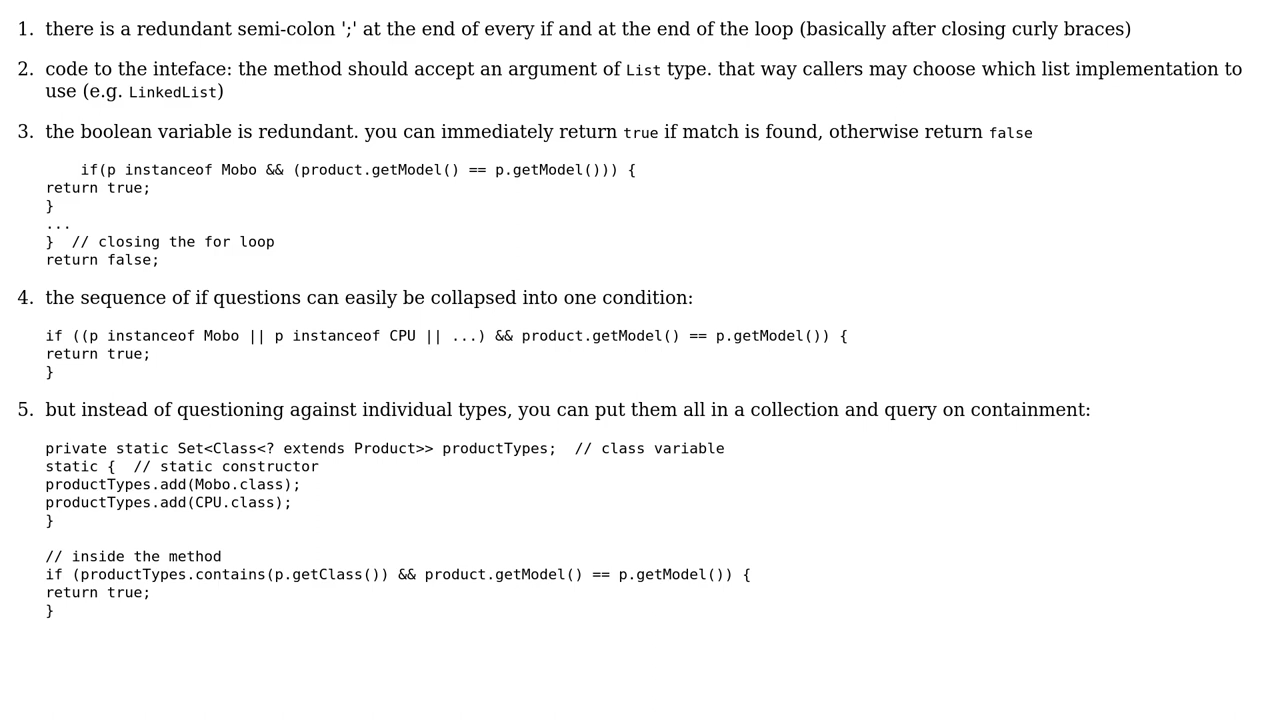 1. there is a redundant semi-colon ';' at the end of every if and at the end of the loop (basically after closing curly braces)
2. code to the inteface: the method should accept an argument of List type. that way callers may choose which list implementation to
use (e.g. LinkedList)
3. the boolean variable is redundant. you can immediately return true if match is found, otherwise return false
    if(p instanceof Mobo && (product.getModel() == p.getModel())) {
return true;
}
...
}  // closing the for loop
return false;
4. the sequence of if questions can easily be collapsed into one condition:
if ((p instanceof Mobo || p instanceof CPU || ...) && product.getModel() == p.getModel()) {
return true;
}
5. but instead of questioning against individual types, you can put them all in a collection and query on containment:
private static Set<Class<? extends Product>> productTypes;  // class variable
static {  // static constructor
productTypes.add(Mobo.class);
productTypes.add(CPU.class);
}
// inside the method
if (productTypes.contains(p.getClass()) && product.getModel() == p.getModel()) {
return true;
}